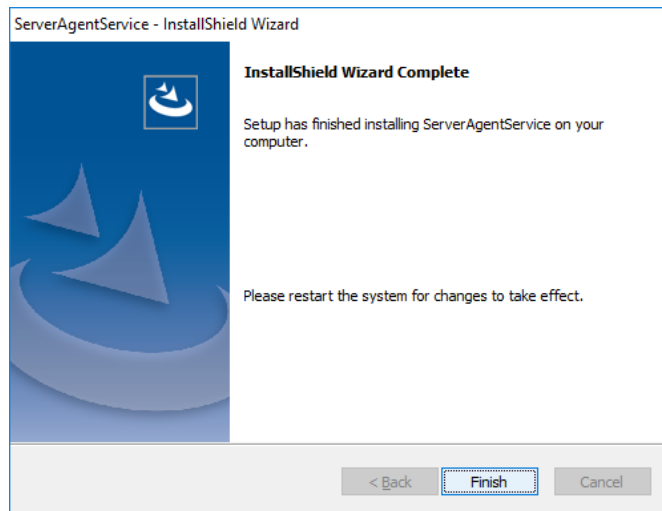 ServerAgentService - InstallShield Wizard
InstallShield Wizard Complete
Setup has finished installing ServerAgentService on your
computer.
Please restart the system for changes to take effect.
< Back
Finish
Cancel